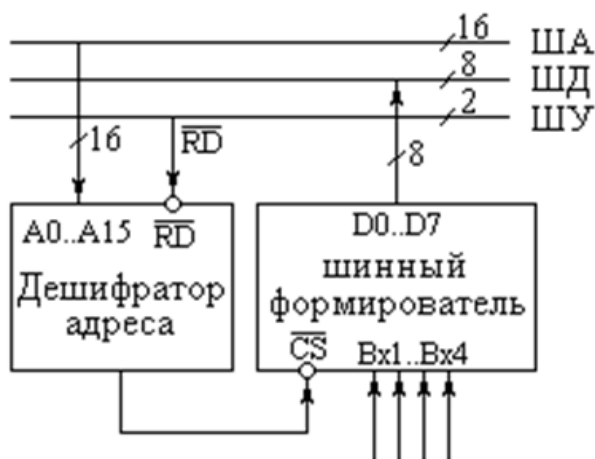 16 ША
8 ШД
2 ШУ
16 RD 8
A0..A15 RD
Дешифратор
адреса
D0..D7
шинный
формирователь
CS Вх1..Вх4